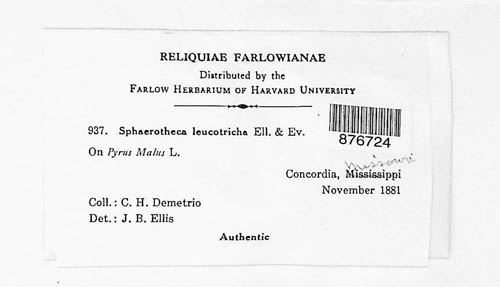 RELIQUIAE FARLOWIANAE
Distributed by the
FARLOW HERBARIUM OF HARVARD UNIVERSITY
937. Sphaerotheca leucotricha Ell. & Ev.
876724
On Pyrus Malus L.
Missouri
Concordia, Mississippi
November 1881
Coll.: C. H. Demetrio
Det.: J. B. Ellis
Authentic